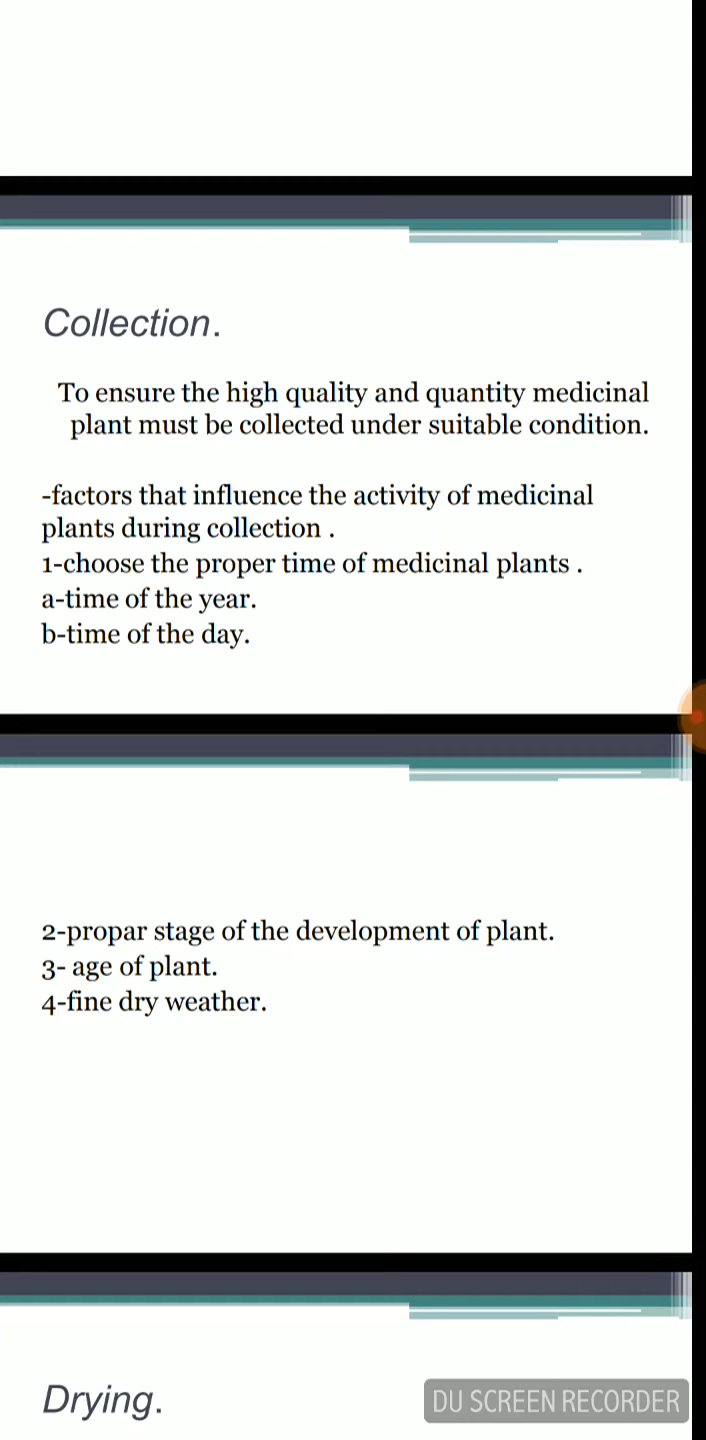 Collection.
To ensure the high quality and quantity medicinal
plant must be collected under suitable condition.
-factors that influence the activity of medicinal
plants during collection .
1-choose the proper time of medicinal plants .
a-time of the year.
b-time of the day.
2-propar stage of the development of plant.
3- age of plant.
4-fine dry weather.
Drying.
DU SCREEN RECORDER